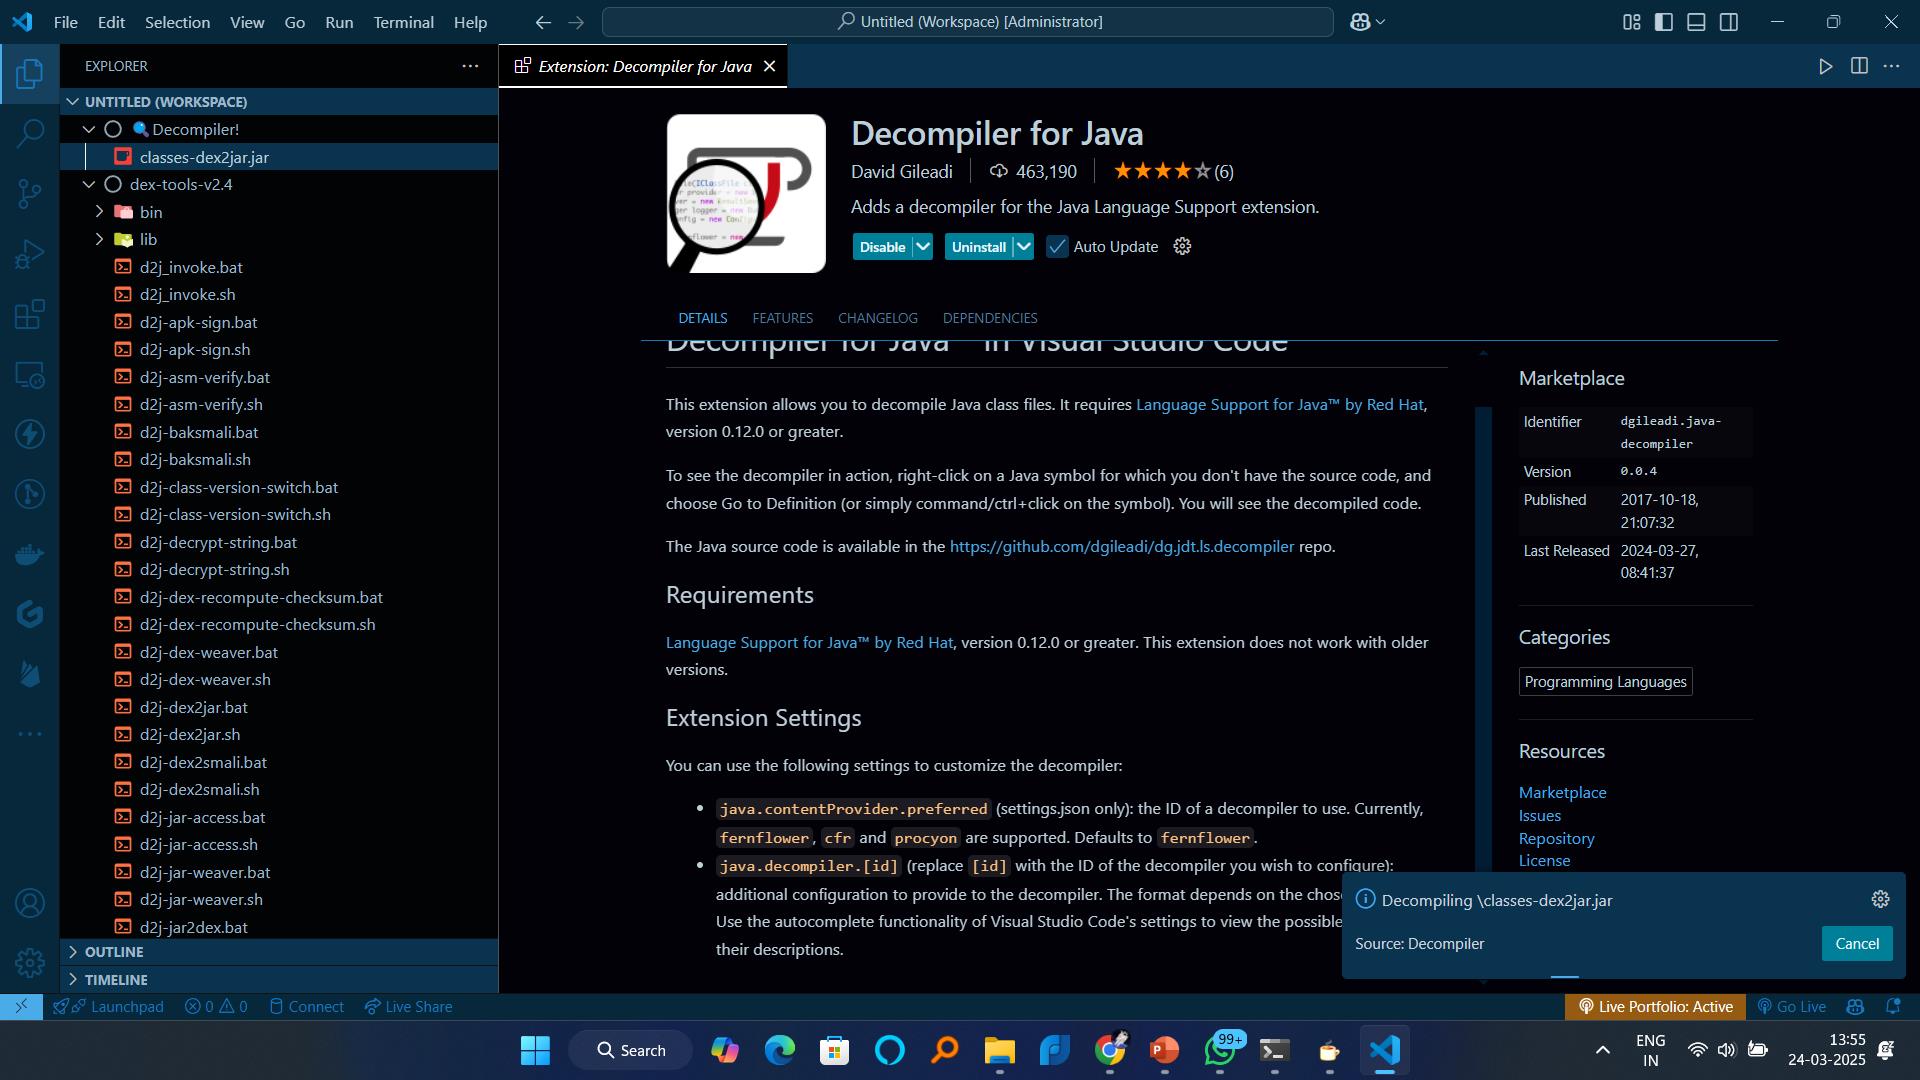 File Edit Selection View Go Run Terminal Help
Untitled (Workspace) [Administrator]
EXPLORER
Extension: Decompiler for Java
UNTITLED (WORKSPACE)
Decompiler!
classes-dex2jar.jar
dex-tools-v2.4
bin
lib
d2j_invoke.bat
d2j_invoke.sh
d2j-apk-sign.bat
d2j-apk-sign.sh
d2j-asm-verify.bat
d2j-asm-verify.sh
d2j-baksmali.bat
d2j-baksmali.sh
d2j-class-version-switch.bat
d2j-class-version-switch.sh
d2j-decrypt-string.bat
d2j-decrypt-string.sh
d2j-dex-recompute-checksum.bat
d2j-dex-recompute-checksum.sh
d2j-dex-weaver.bat
d2j-dex-weaver.sh
d2j-dex2jar.bat
d2j-dex2jar.sh
d2j-dex2smali.bat
d2j-dex2smali.sh
d2j-jar-access.bat
d2j-jar-access.sh
d2j-jar-weaver.bat
d2j-jar-weaver.sh
d2j-jar2dex.bat
OUTLINE
TIMELINE
Decompiler for Java
David Gileadi 463,190 (6)
Adds a decompiler for the Java Language Support extension.
Disable Uninstall Auto Update
DETAILS FEATURES CHANGELOG DEPENDENCIES
Decompiler for Java™ in Visual Studio Code
This extension allows you to decompile Java class files. It requires Language Support for Java™ by Red Hat,
version 0.12.0 or greater.
To see the decompiler in action, right-click on a Java symbol for which you don't have the source code, and
choose Go to Definition (or simply command/ctrl+click on the symbol). You will see the decompiled code.
The Java source code is available in the https://github.com/dgileadi/dg.jdt.ls.decompiler repo.
Requirements
Language Support for Java™ by Red Hat, version 0.12.0 or greater. This extension does not work with older
versions.
Extension Settings
You can use the following settings to customize the decompiler:
• java.contentProvider.preferred (settings.json only): the ID of a decompiler to use. Currently,
fernflower, cfr and procyon are supported. Defaults to fernflower.
• java.decompiler.[id] (replace [id] with the ID of the decompiler you wish to configure):
additional configuration to provide to the decompiler. The format depends on the
Use the autocomplete functionality of Visual Studio Code's settings to view the possible
their descriptions.
Marketplace
Identifier dgileadi.java-
decompiler
Version 0.0.4
Published 2017-10-18,
21:07:32
Last Released 2024-03-27,
08:41:37
Categories
Programming Languages
Resources
Marketplace
Issues
Repository
License
Decompiling \classes-dex2jar.jar
Source: Decompiler Cancel
Launchpad 0 0 Connect Live Share Live Portfolio: Active Go Live
Search 99+ ENG
IN
13:55
24-03-2025